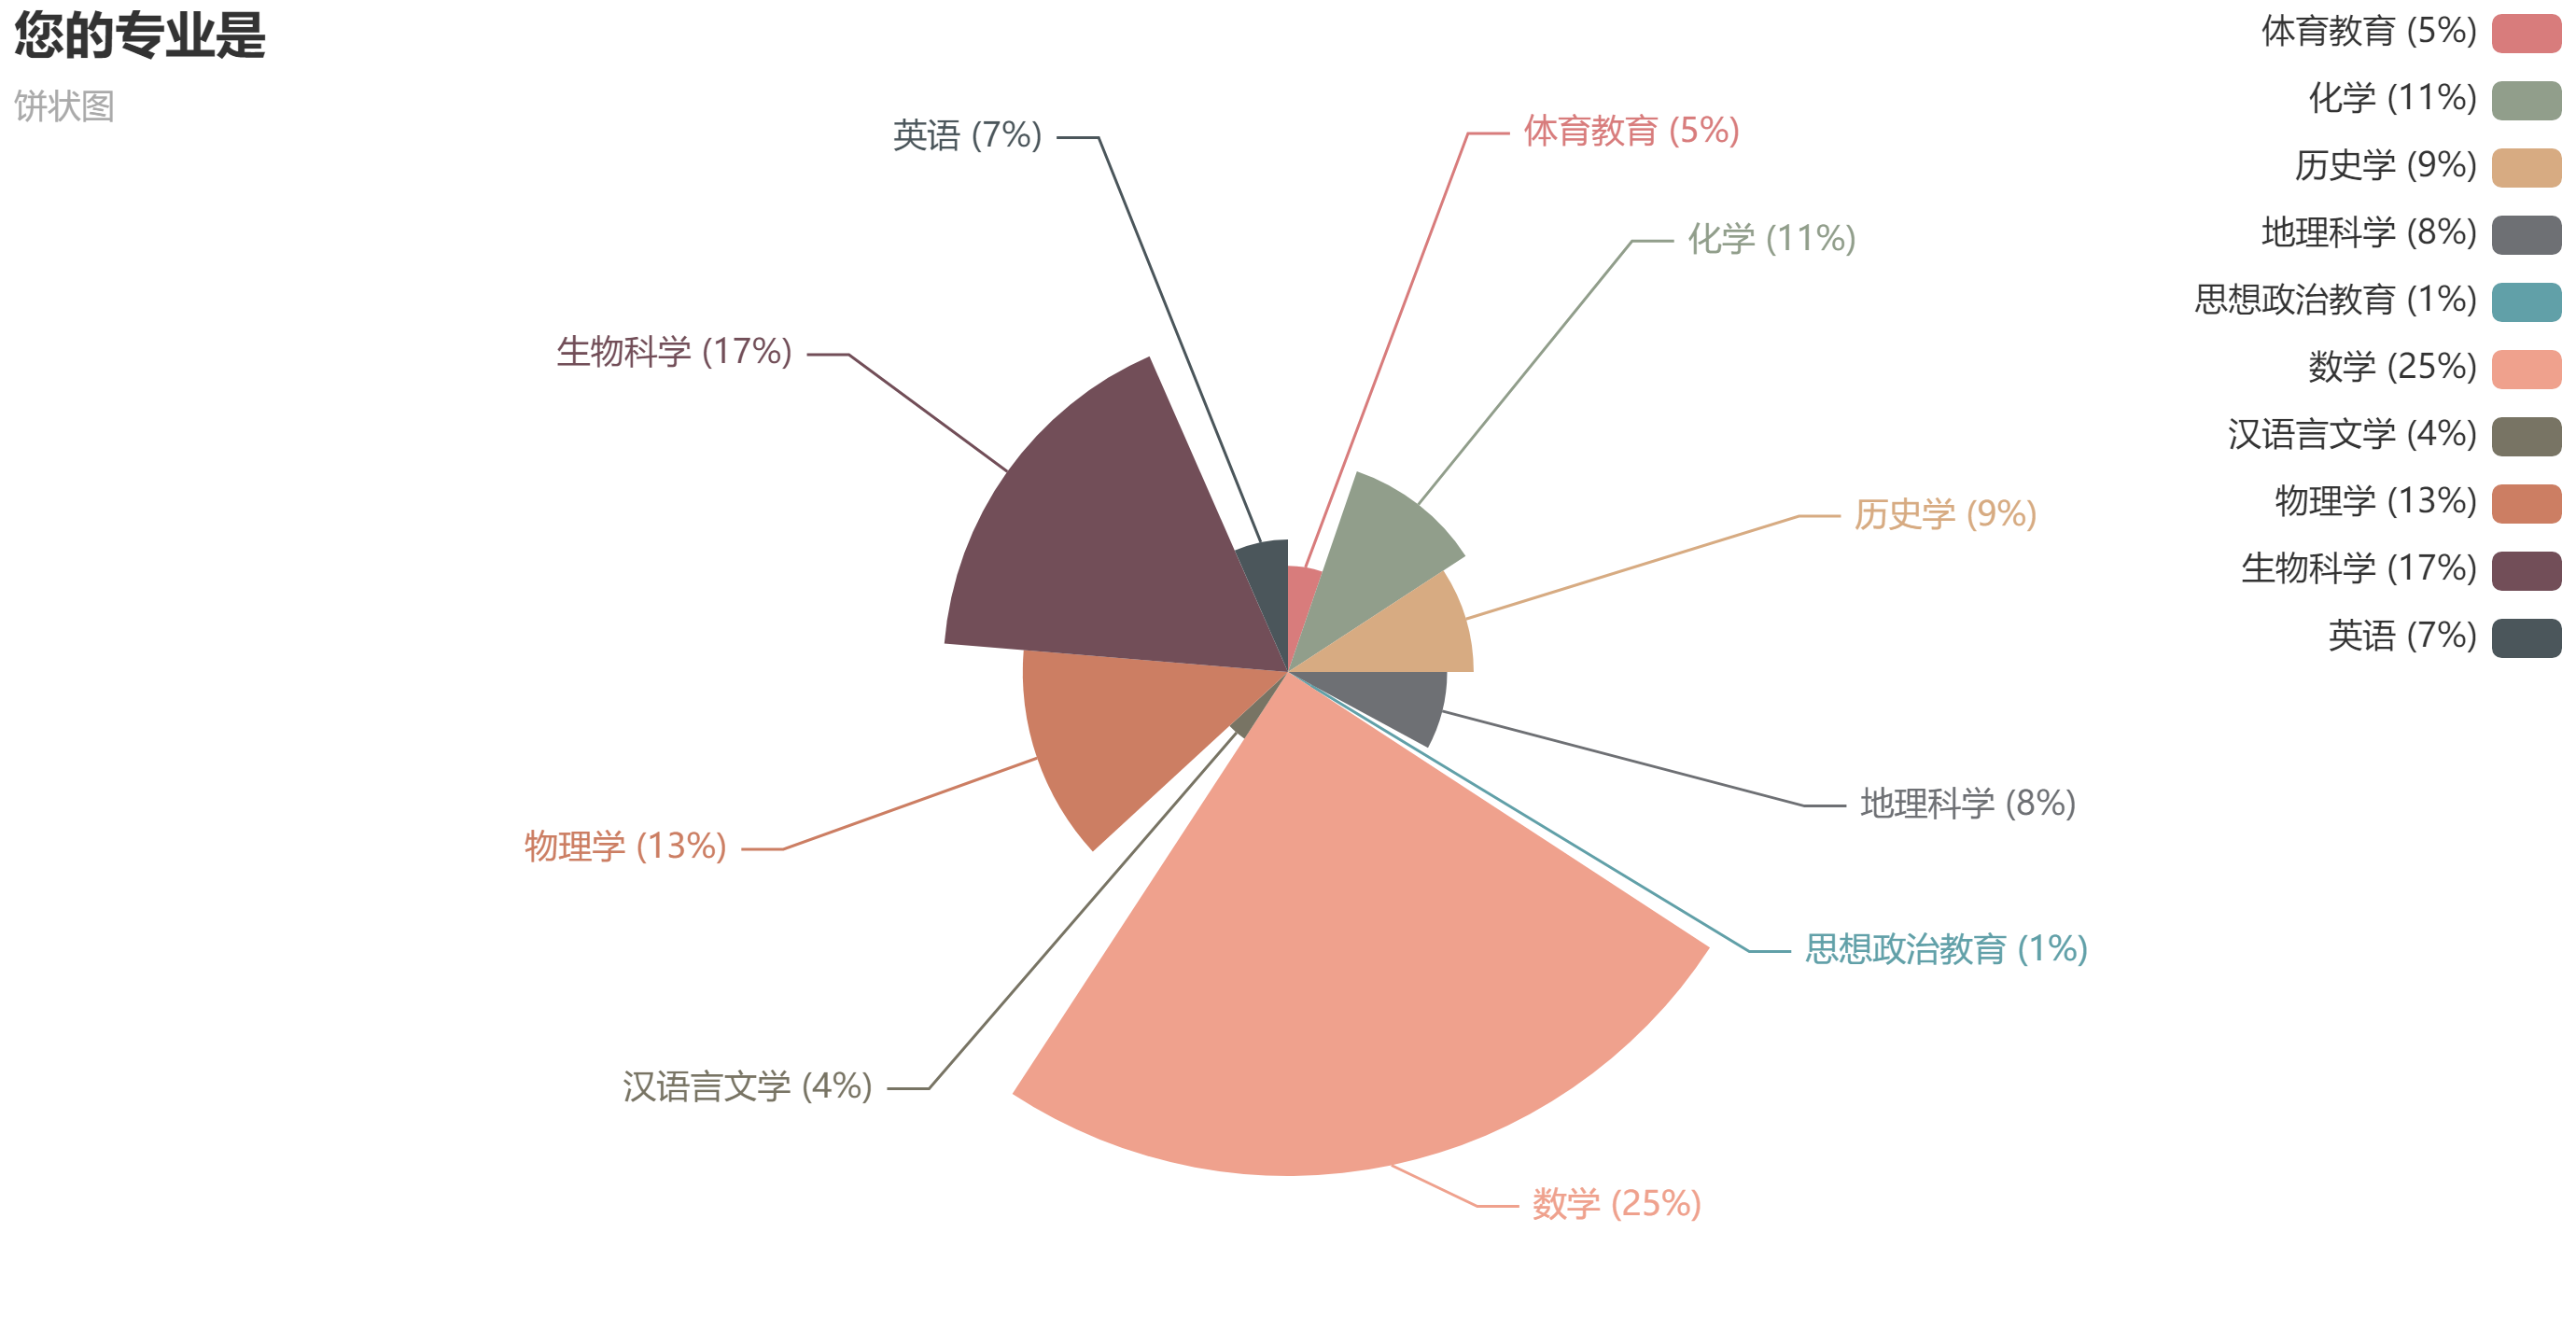 您的专业是
饼状图
体育教育 (5%)
化学 (11%)
历史学 (9%)
地理科学 (8%)
思想政治教育 (1%)
数学 (25%)
汉语言文学 (4%)
物理学 (13%)
生物科学 (17%)
英语 (7%)
英语 (7%)
体育教育 (5%)
化学 (11%)
生物科学 (17%)
历史学 (9%)
地理科学 (8%)
物理学 (13%)
思想政治教育 (1%)
汉语言文学 (4%)
数学 (25%)